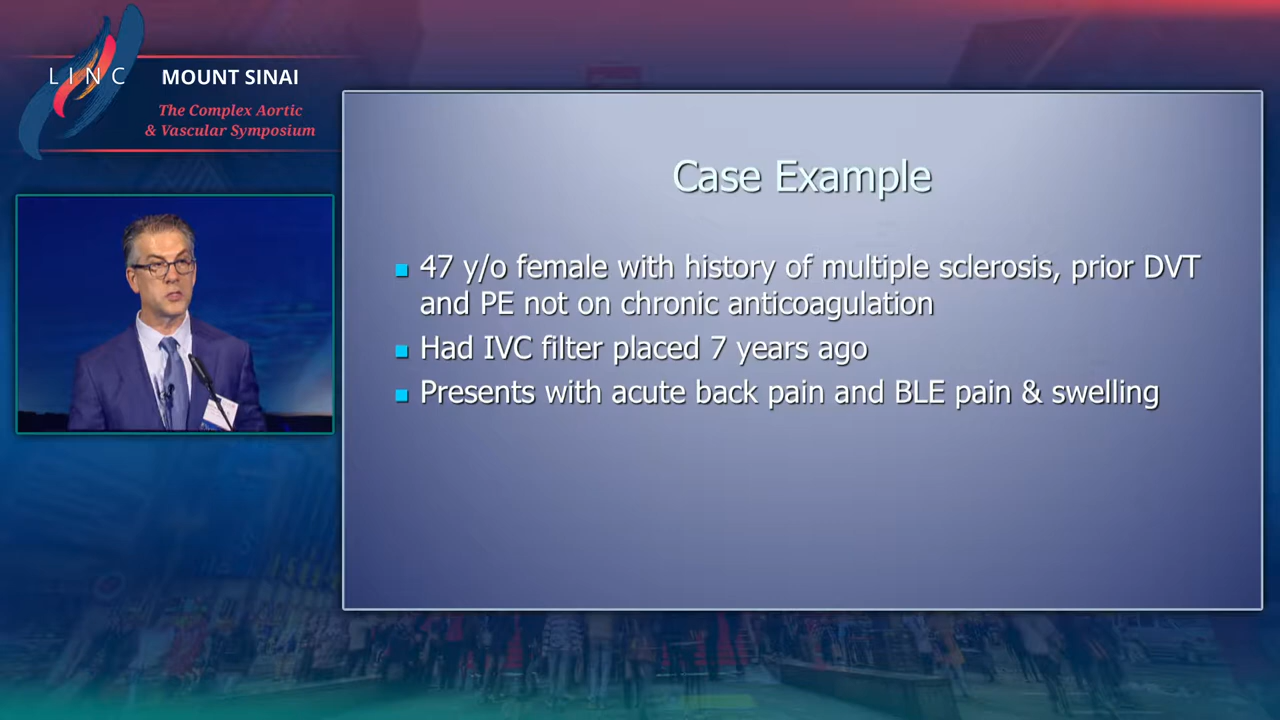 LINC
MOUNT SINAI
The Complex Aortic
& Vascular Symposium
Case Example
47 y/o female with history of multiple sclerosis, prior DVT
and PE not on chronic anticoagulation
Had IVC filter placed 7 years ago
Presents with acute back pain and BLE pain & swelling